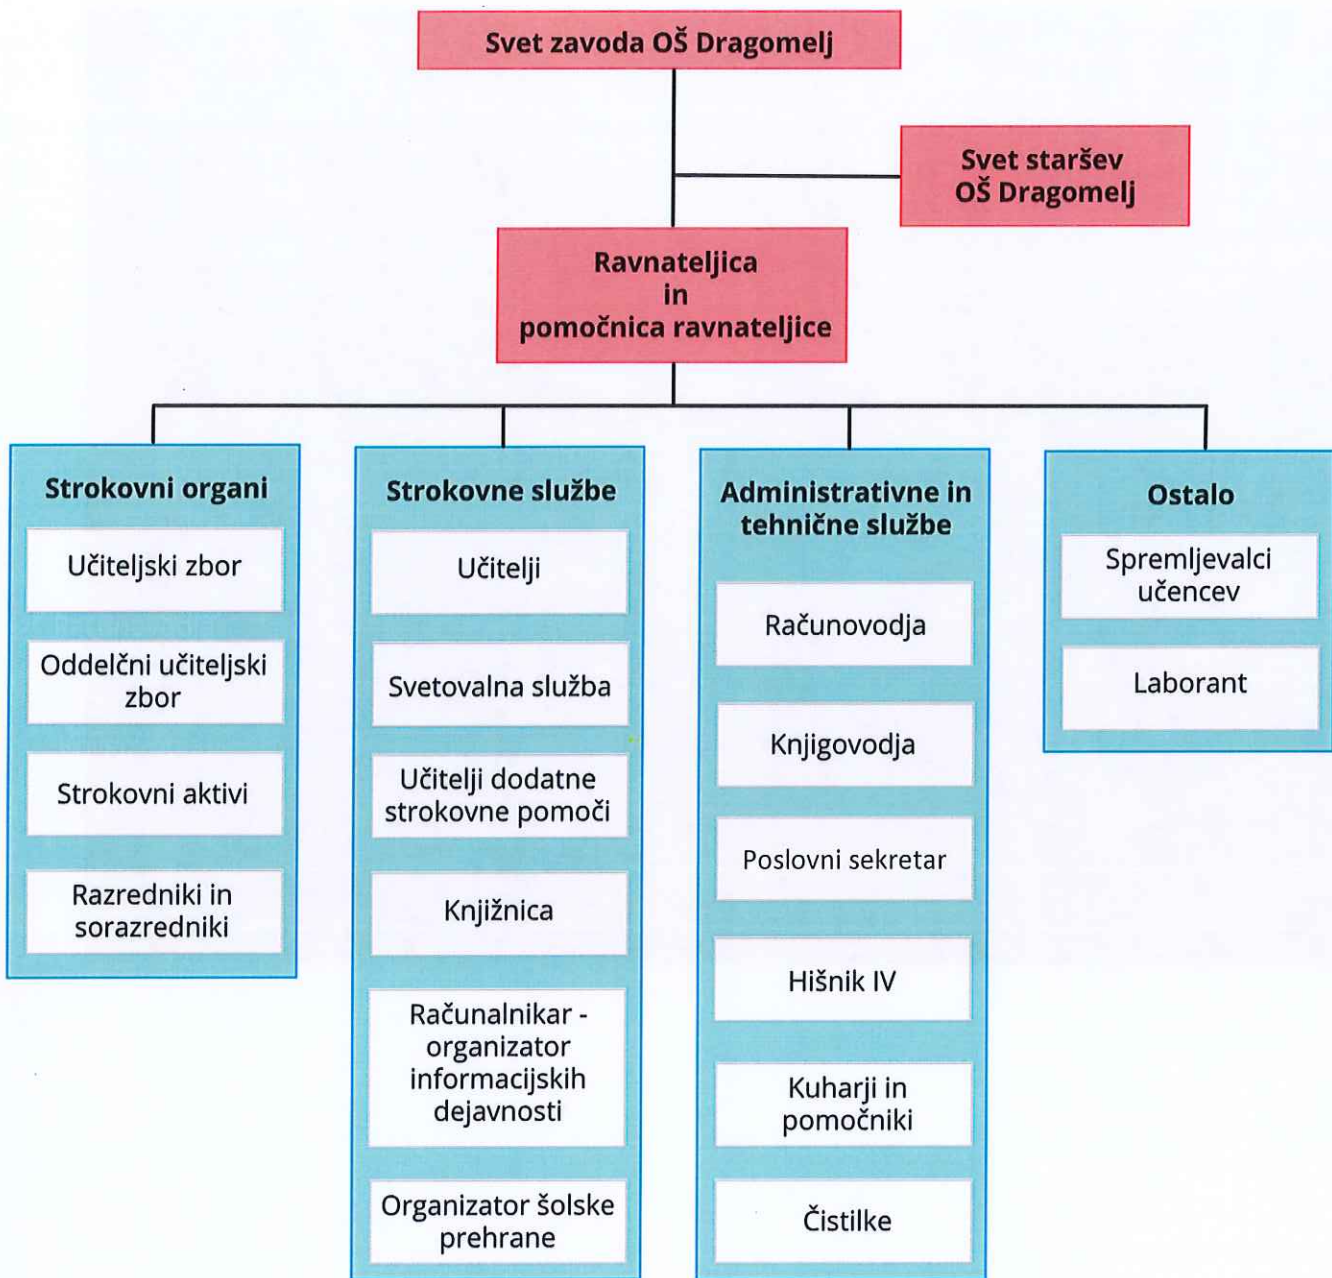 Svet zavoda OŠ Dragomelj
Svet staršev
OŠ Dragomelj
Ravnateljica
in
pomočnica ravnateljice
Strokovni organi
Učiteljski zbor
Oddelčni učiteljski
zbor
Strokovni aktivi
Razredniki in
sorazredniki
Strokovne službe
Učitelji
Svetovalna služba
Učitelji dodatne
strokovne pomoči
Knjižnica
Računalnikar -
organizator
informacijskih
dejavnosti
Organizator šolske
prehrane
Administrativne in
tehnične službe
Računovodja
Knjigovodja
Poslovni sekretar
Hišnik IV
Kuharji in
pomočniki
Čistilke
Ostalo
Spremljevalci
učencev
Laborant